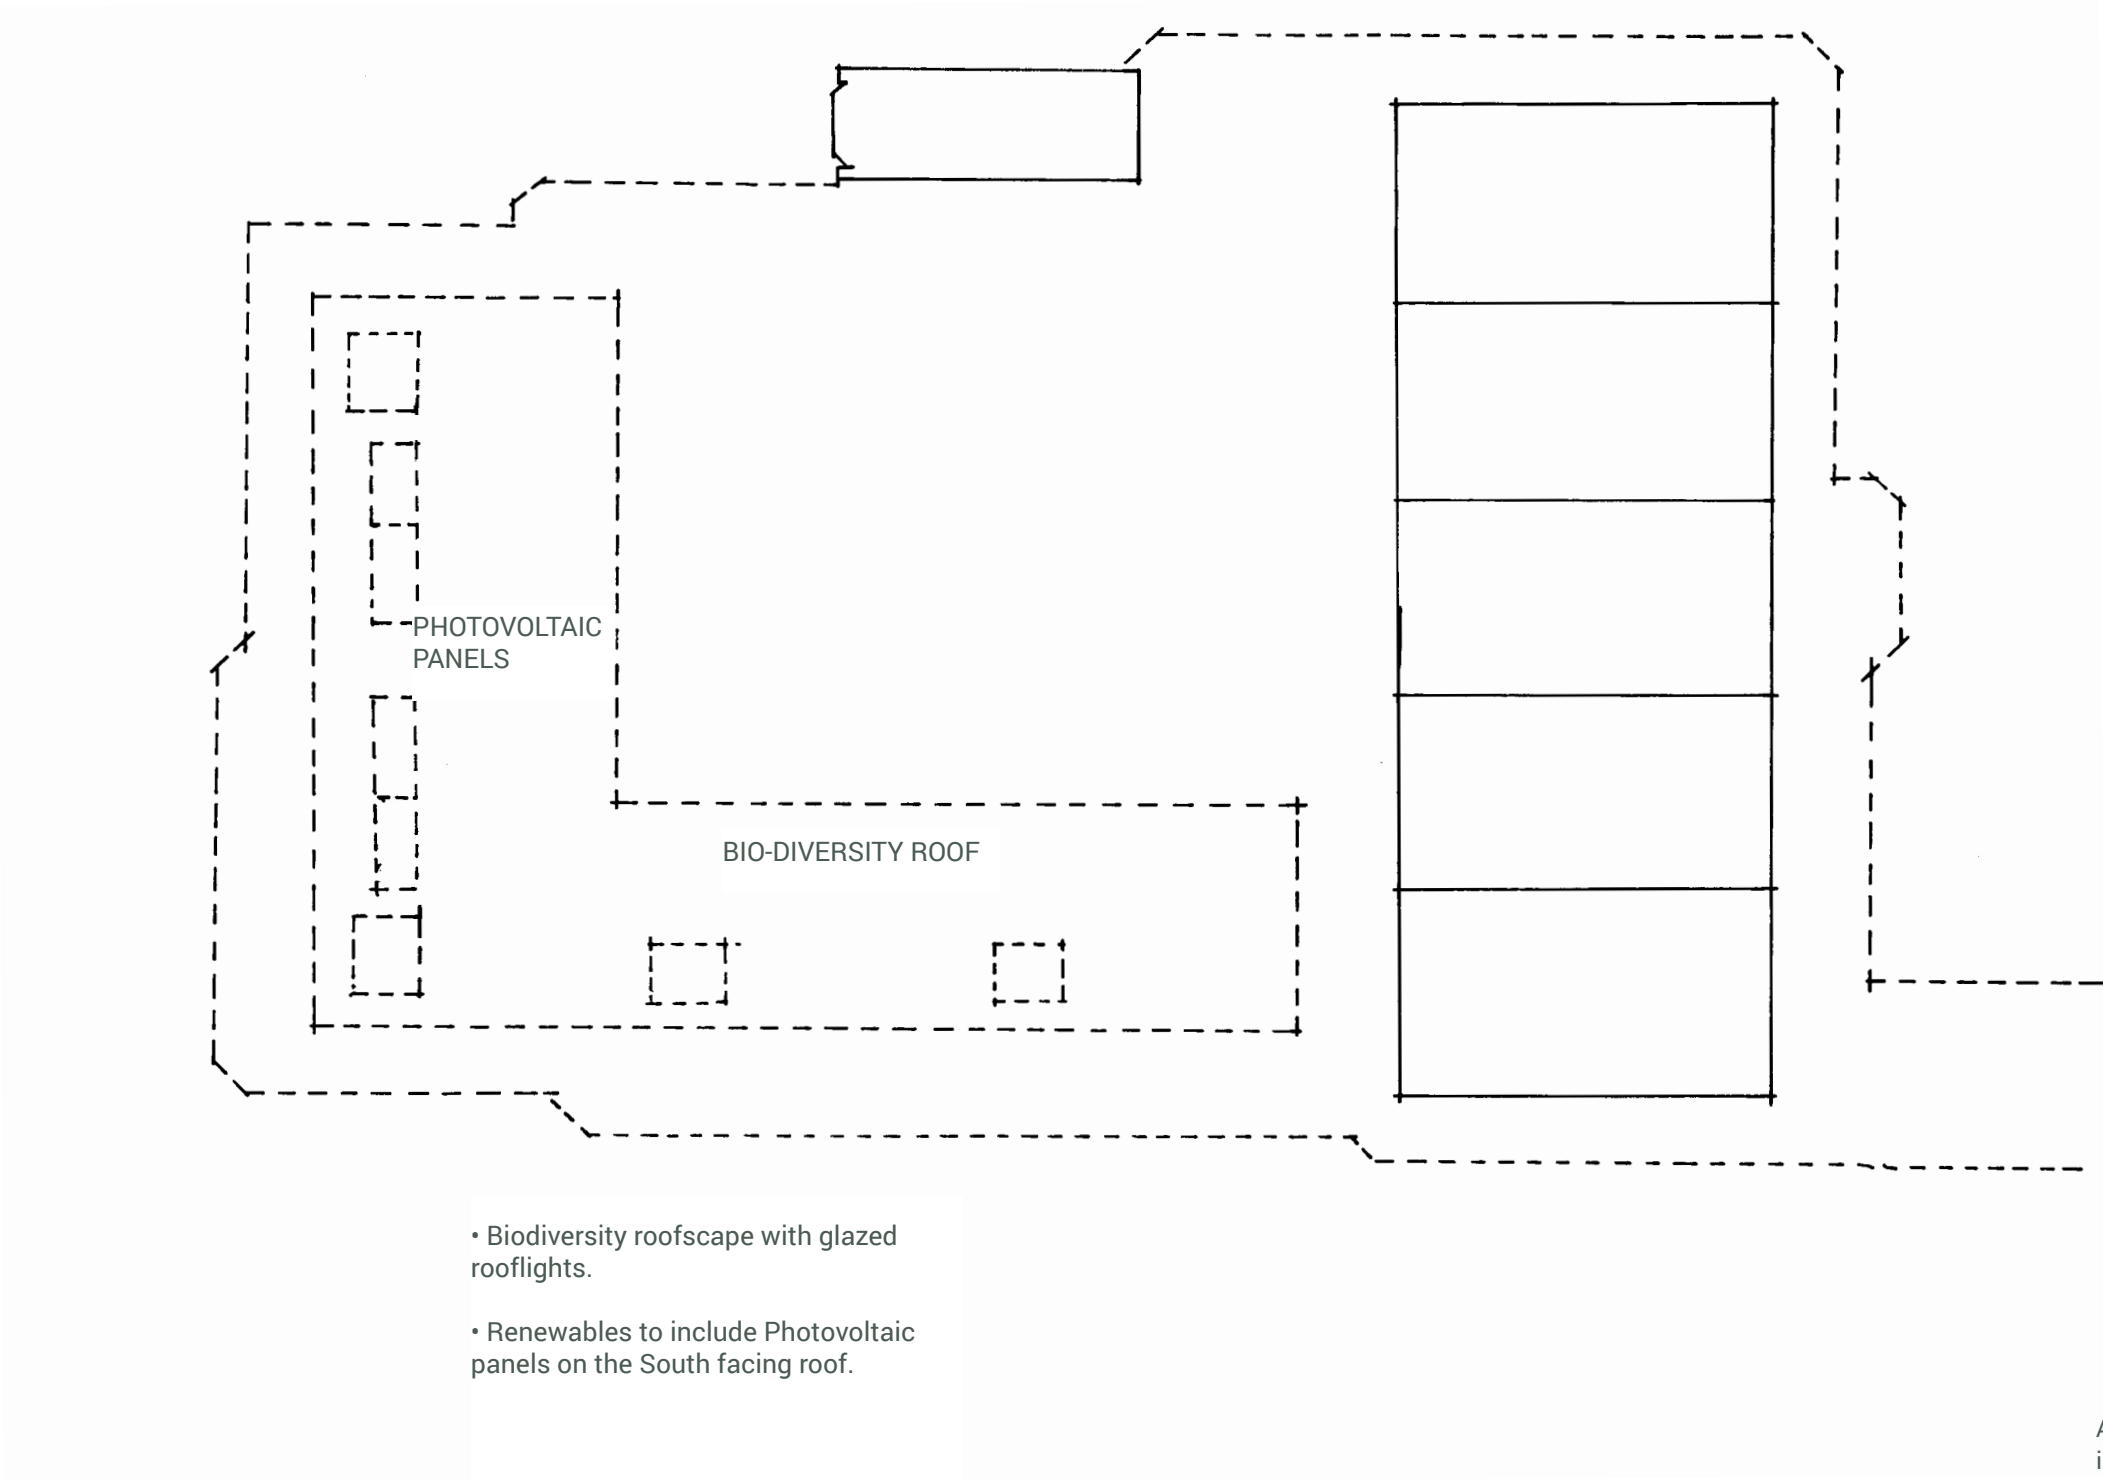 PHOTOVOLTAIC
PANELS
BIO-DIVERSITY ROOF
• Biodiversity roofscape with glazed
rooflights.
• Renewables to include Photovoltaic
panels on the South facing roof.